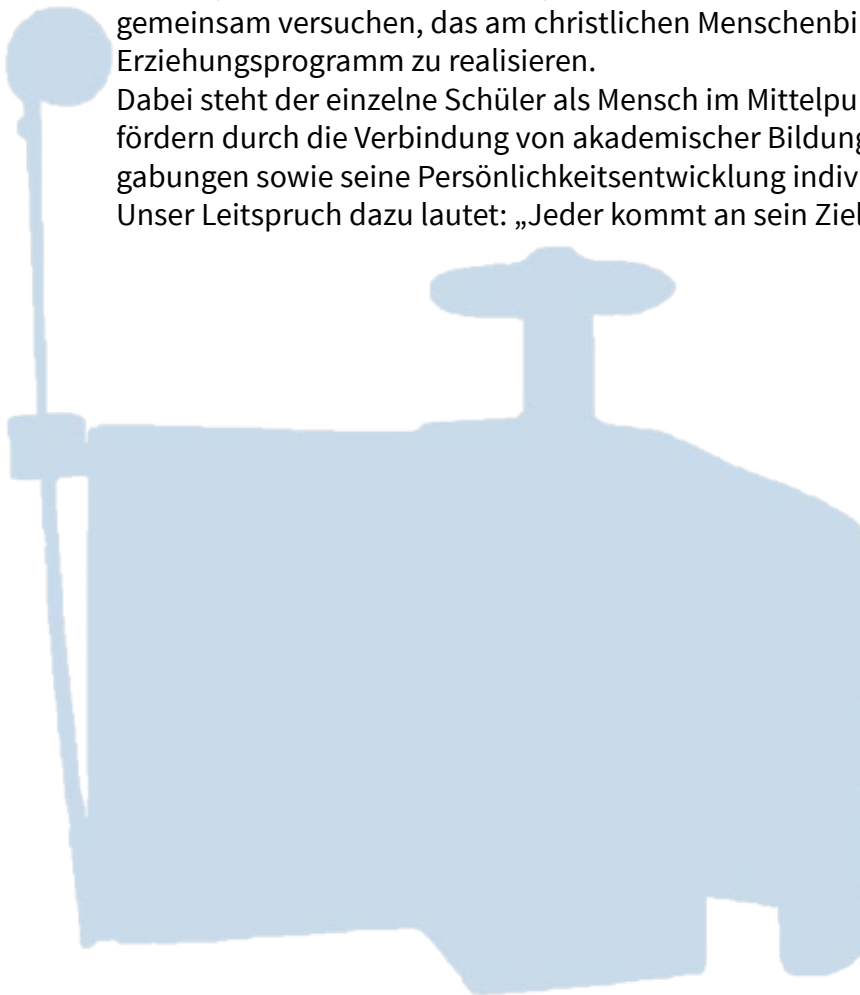 gemeinsam versuchen, das am christlichen Menschenbi
Erziehungsprogramm zu realisieren.
Dabei steht der einzelne Schüler als Mensch im Mittelpu
fördern durch die Verbindung von akademischer Bildung
gabungen sowie seine Persönlichkeitsentwicklung indiv
Unser Leitspruch dazu lautet: „Jeder kommt an sein Ziel